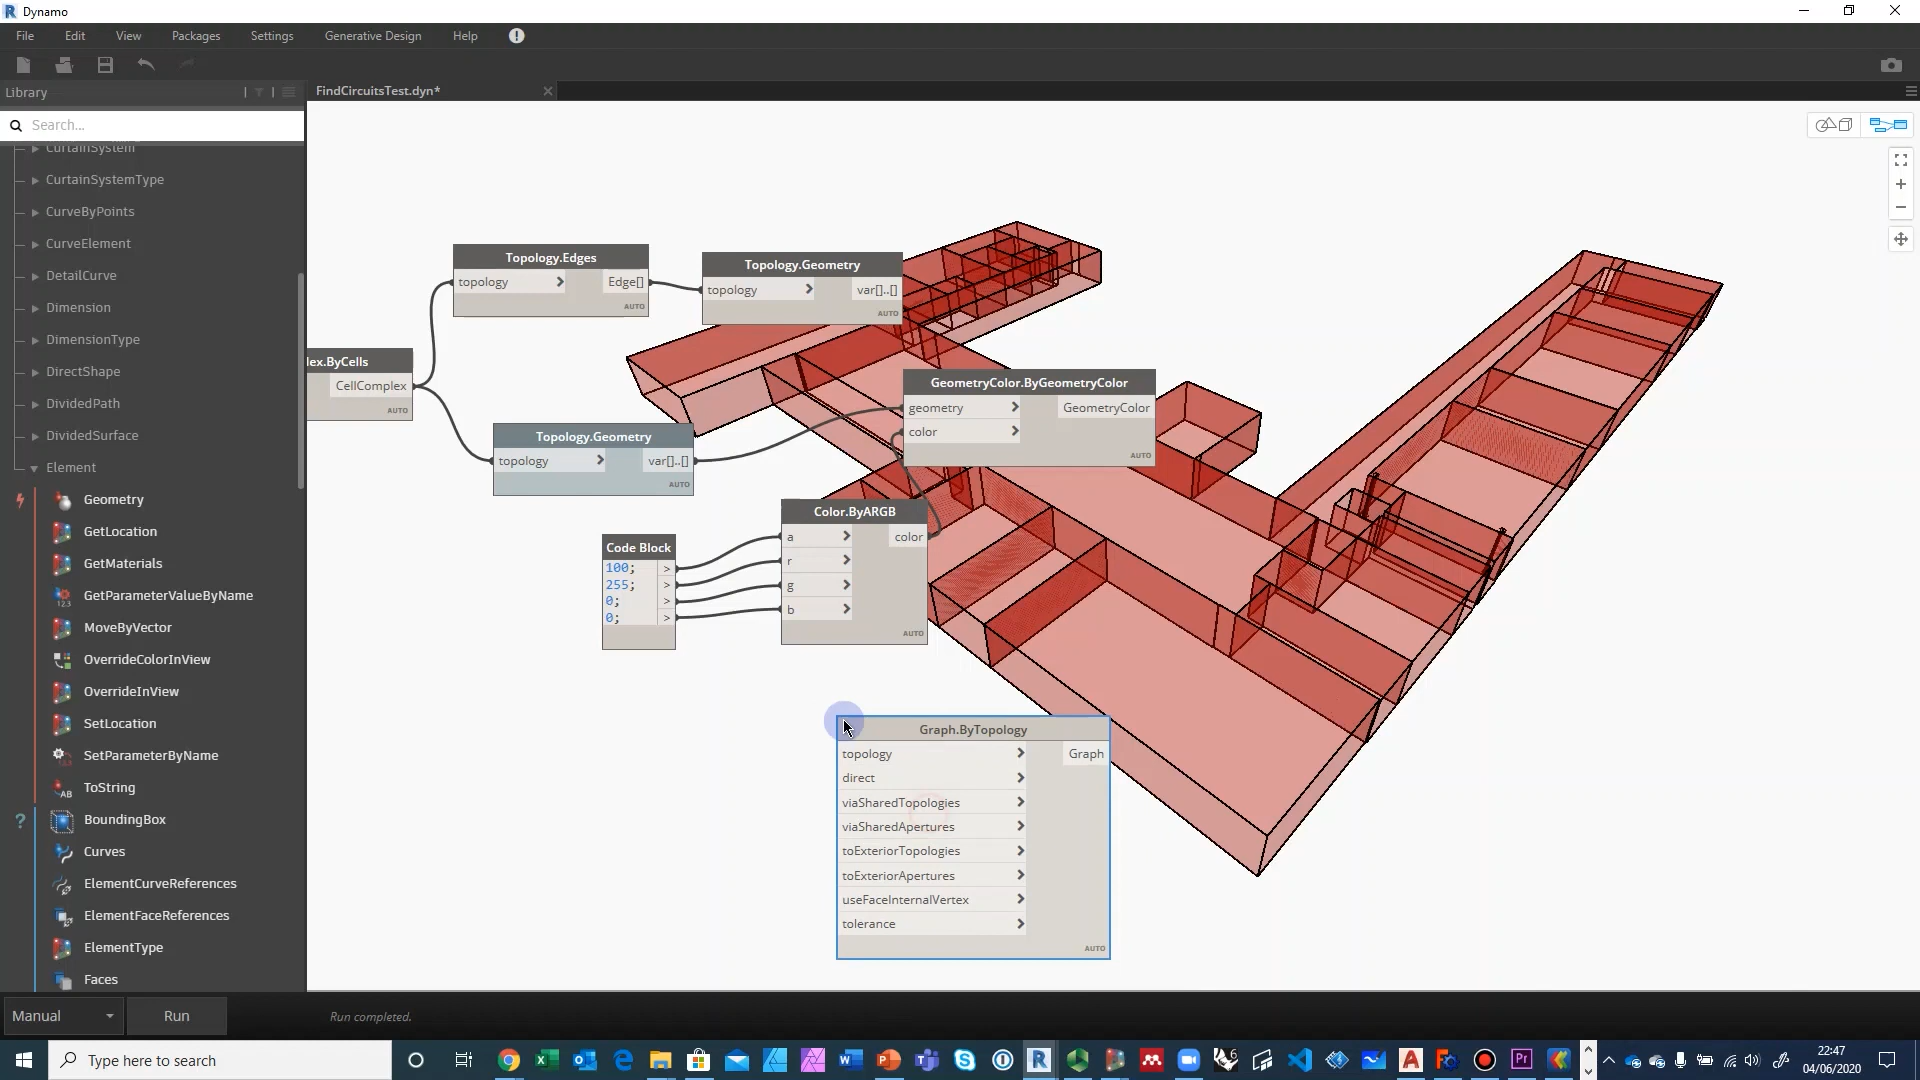 Dynamo
File Edit View Packages Settings Generative Design Help
Library
FindCircuitsTest.dyn*
Search...
CurtainSystem
CurtainSystemType
CurveByPoints
CurveElement
DetailCurve
Dimension
DimensionType
DirectShape
DividedPath
DividedSurface
Element
Geometry
GetLocation
GetMaterials
GetParameterValueByName
MoveByVector
OverrideColorInView
OverrideInView
SetLocation
SetParameterByName
ToString
BoundingBox
Curves
ElementCurveReferences
ElementFaceReferences
ElementType
Faces
lex.ByCells
CellComplex
AUTO
Topology.Edges
topology > Edge[]
AUTO
Topology.Geometry
topology > var[]..[]
AUTO
Topology.Geometry
topology > var[]..[]
AUTO
GeometryColor.ByGeometryColor
geometry > GeometryColor
color >
AUTO
Code Block
100; >
255; >
0; >
0; >
Color.ByARGB
a > color
r >
g >
b >
AUTO
Graph.ByTopology
topology > Graph
direct >
viaSharedTopologies >
viaSharedApertures >
toExteriorTopologies >
toExteriorApertures >
useFaceInternalVertex >
tolerance >
AUTO
Manual Run Run completed.
Type here to search
22:47
04/06/2020